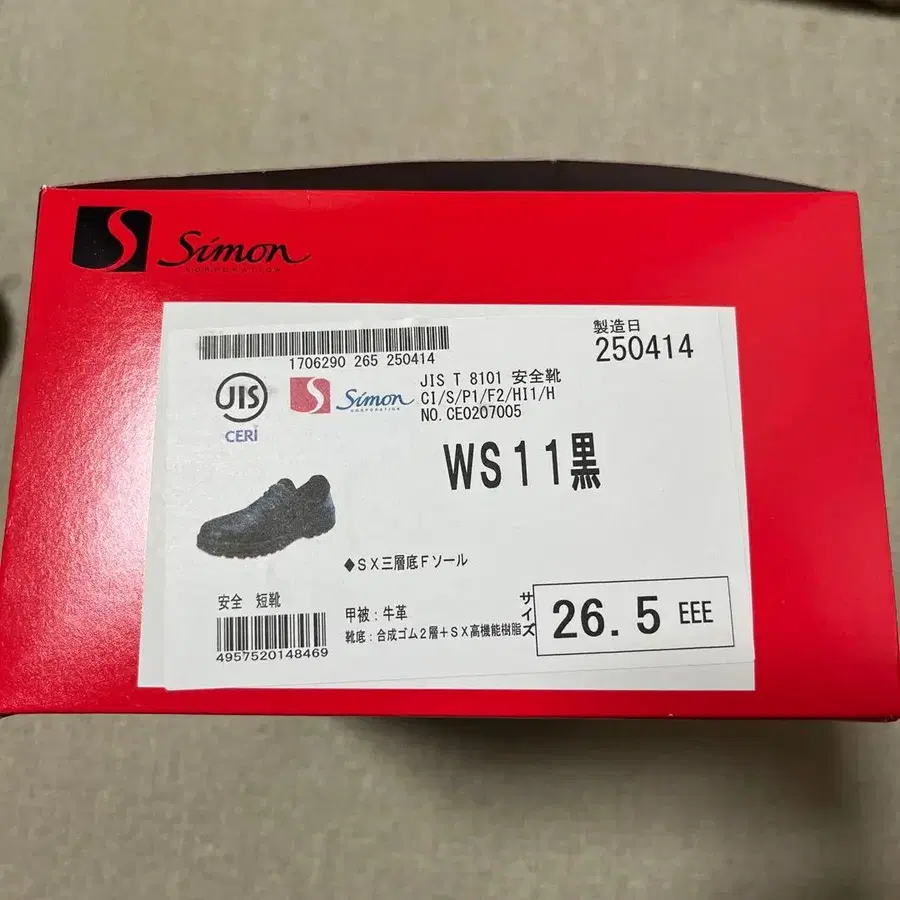 Simon
CORPORATION
製造日
250414
1706290 265 250414
JIS
CERI
Simon
CORPORATION
JIS T 8101 安全靴
CI/S/P1/F2/HI1/H
NO.CE0207005
WS11黒
◆SX三層底Fソール
安全 短靴
4957520148469
甲被:牛革
靴底:合成ゴム2層+SX高機能樹脂
サイズ
26.5 EEE